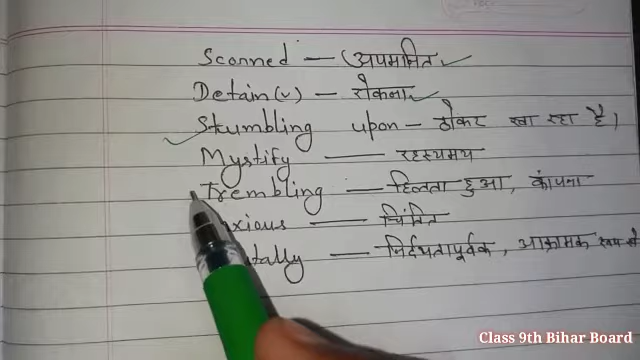 Sconned — अपमानित
Detain (v) — रोकना
Stumbling upon — ठोकर खा रहा है।
Mystify — रहस्यमय
Trembling — हिलता हुआ, कांपना
xious — चिंतित
tally — निर्दयतापूर्वक, आक्रामक रूप से
Class 9th Bihar Board